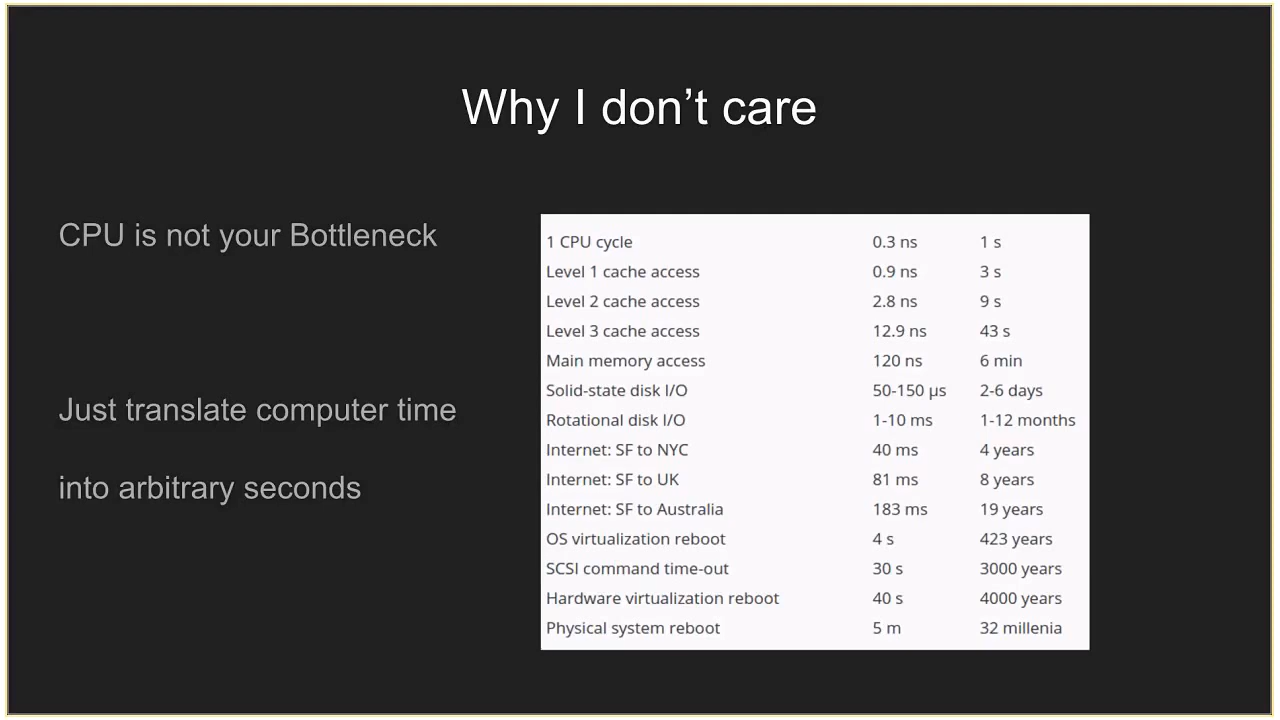 Why I don’t care
CPU is not your Bottleneck
Just translate computer time
into arbitrary seconds
1 CPU cycle 0.3 ns 1 s
Level 1 cache access 0.9 ns 3 s
Level 2 cache access 2.8 ns 9 s
Level 3 cache access 12.9 ns 43 s
Main memory access 120 ns 6 min
Solid-state disk I/O 50-150 μs 2-6 days
Rotational disk I/O 1-10 ms 1-12 months
Internet: SF to NYC 40 ms 4 years
Internet: SF to UK 81 ms 8 years
Internet: SF to Australia 183 ms 19 years
OS virtualization reboot 4 s 423 years
SCSI command time-out 30 s 3000 years
Hardware virtualization reboot 40 s 4000 years
Physical system reboot 5 m 32 millenia